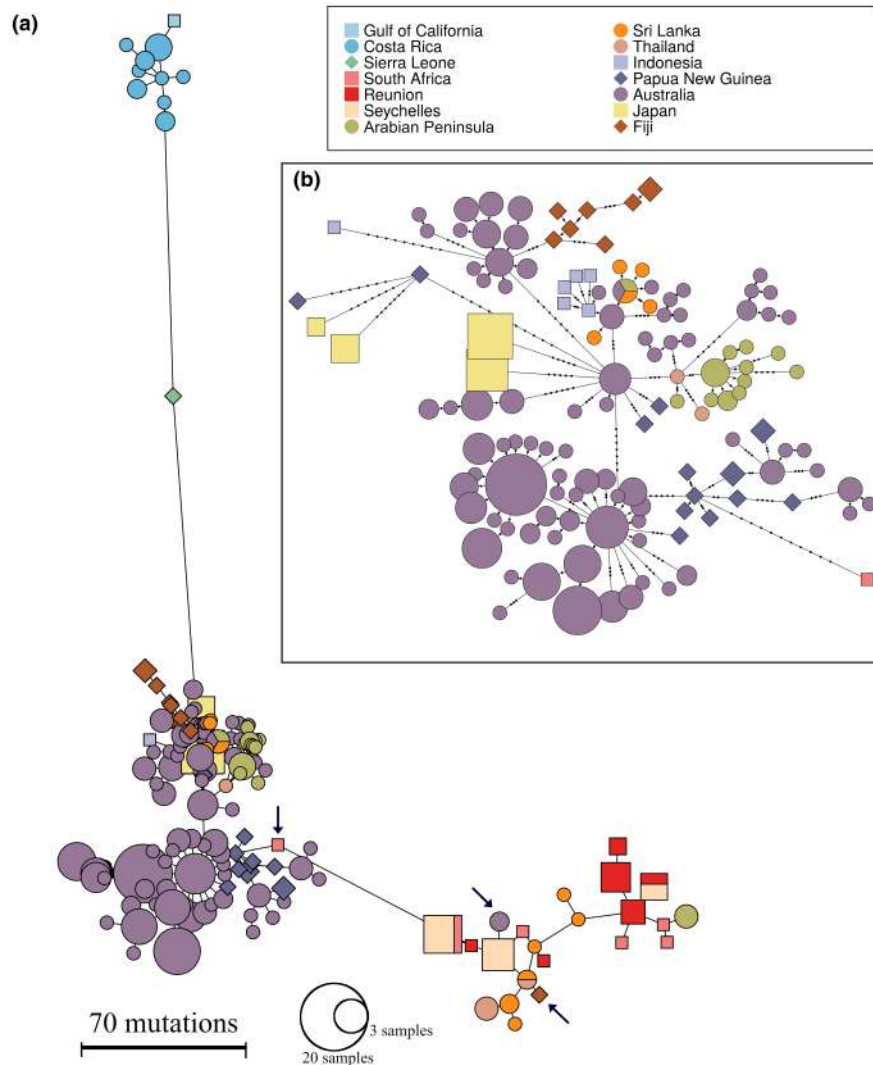 (a)
Gulf of California
Costa Rica
Sierra Leone
South Africa
Reunion
Seychelles
Arabian Peninsula
Sri Lanka
Thailand
Indonesia
Papua New Guinea
Australia
Japan
Fiji
(b)
70 mutations
3 samples
20 samples